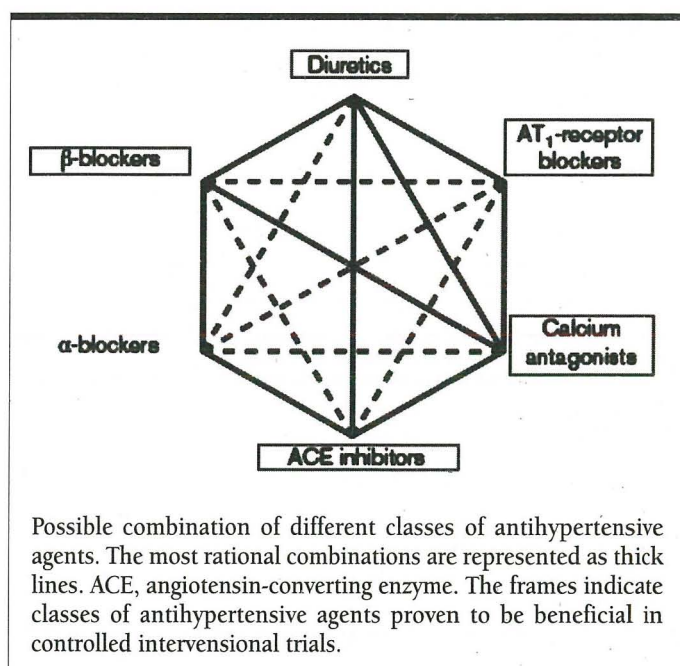 Diuretics
β-blockers
AT₁-receptor
blockers
α-blockers
Calcium
antagonists
ACE inhibitors
Possible combination of different classes of antihypertensive
agents. The most rational combinations are represented as thick
lines. ACE, angiotensin-converting enzyme. The frames indicate
classes of antihypertensive agents proven to be beneficial in
controlled intervensional trials.